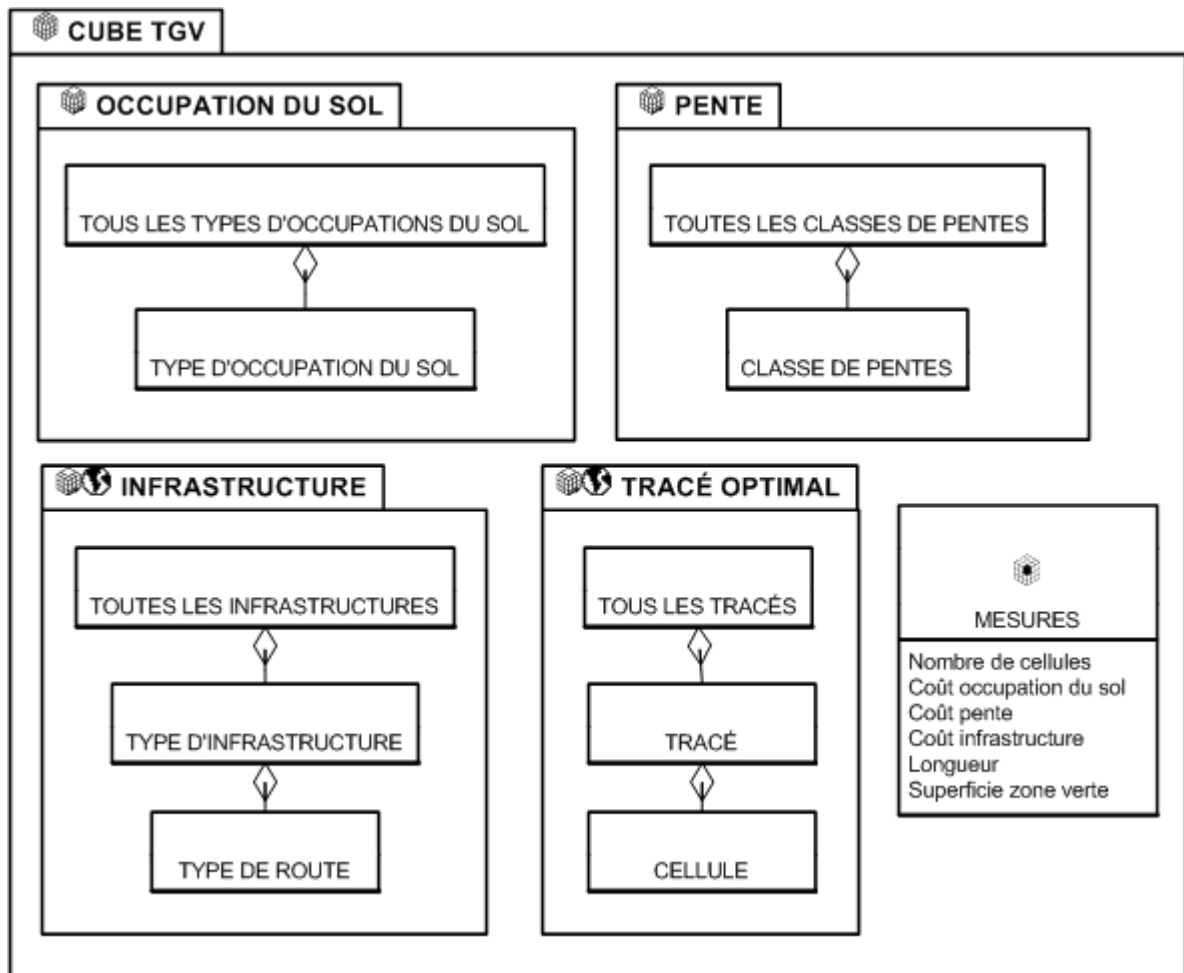 CUBE TGV
OCCUPATION DU SOL
TOUS LES TYPES D'OCCUPATIONS DU SOL
TYPE D'OCCUPATION DU SOL
PENTE
TOUTES LES CLASSES DE PENTES
CLASSE DE PENTES
INFRASTRUCTURE
TOUTES LES INFRASTRUCTURES
TYPE D'INFRASTRUCTURE
TYPE DE ROUTE
TRACÉ OPTIMAL
TOUS LES TRACÉS
TRACÉ
CELLULE
MESURES
Nombre de cellules
Coût occupation du sol
Coût pente
Coût infrastructure
Longueur
Superficie zone verte